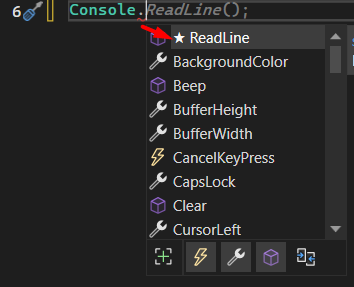 6 Console.ReadLine();
★ ReadLine
BackgroundColor
Beep
BufferHeight
BufferWidth
CancelKeyPress
CapsLock
Clear
CursorLeft